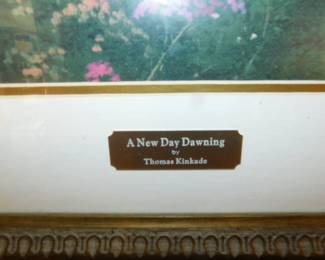 A New Day Dawning
by
Thomas Kinkade